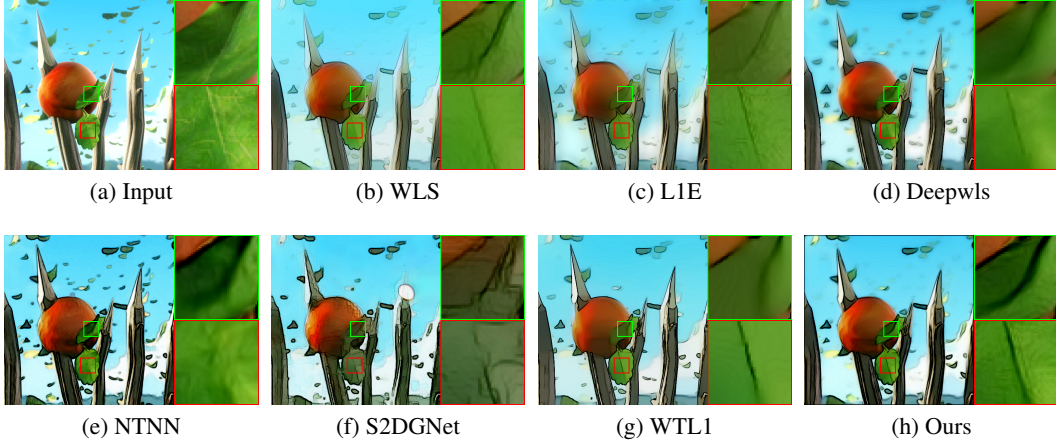 (a) Input
(b) WLS
(c) L1E
(d) Deepwls
(e) NTNN
(f) S2DGNet
(g) WTL1
(h) Ours